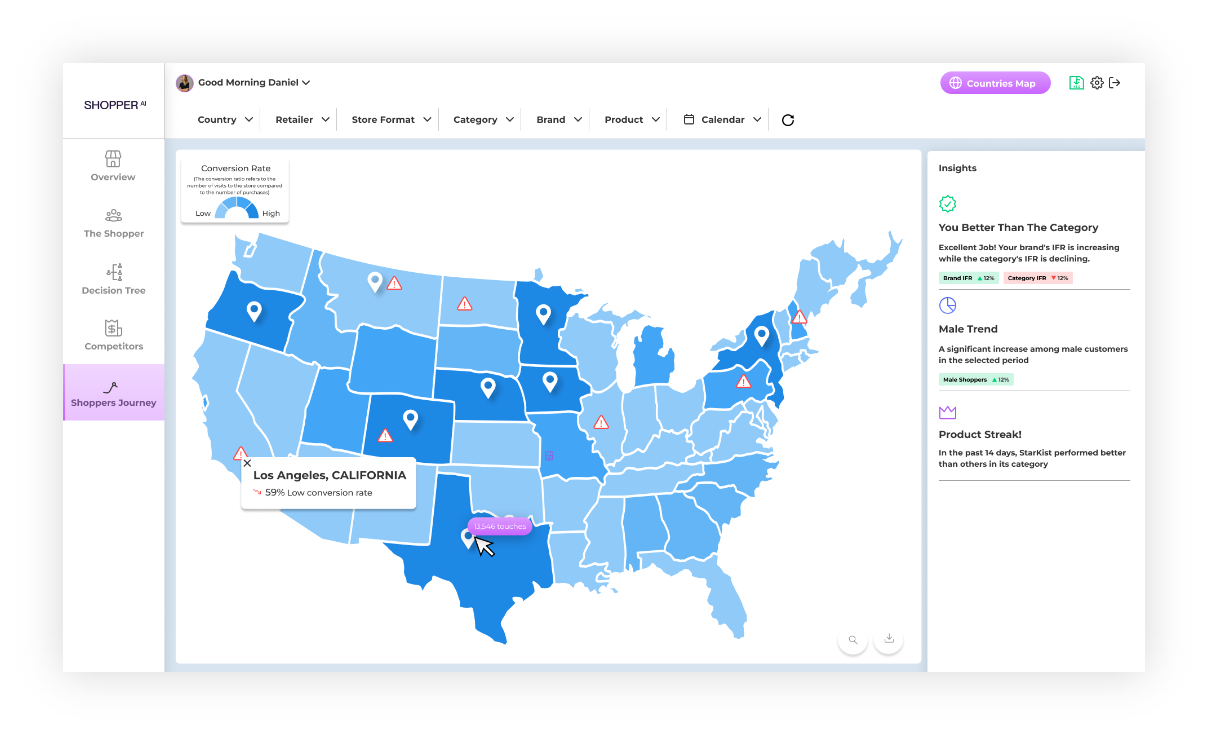 SHOPPER AI
Good Morning Daniel
Countries Map
Country
Retailer
Store Format
Category
Brand
Product
Calendar
Overview
The Shopper
Decision Tree
Competitors
Shoppers Journey
Conversion Rate
(The conversion ratio refers to the
number of visits to the store compared
to the number of purchases).
Low
High
Los Angeles, CALIFORNIA
59% Low conversion rate
13,546 touches
Insights
You Better Than The Category
Excellent Job! Your brand's IFR is increasing
while the category's IFR is declining.
Brand IFR ▲ 12%
Category IFR ▼ 12%
Male Trend
A significant increase among male customers
in the selected period
Male Shoppers ▲ 12%
Product Streak!
In the past 14 days, StarKist performed better
than others in its category